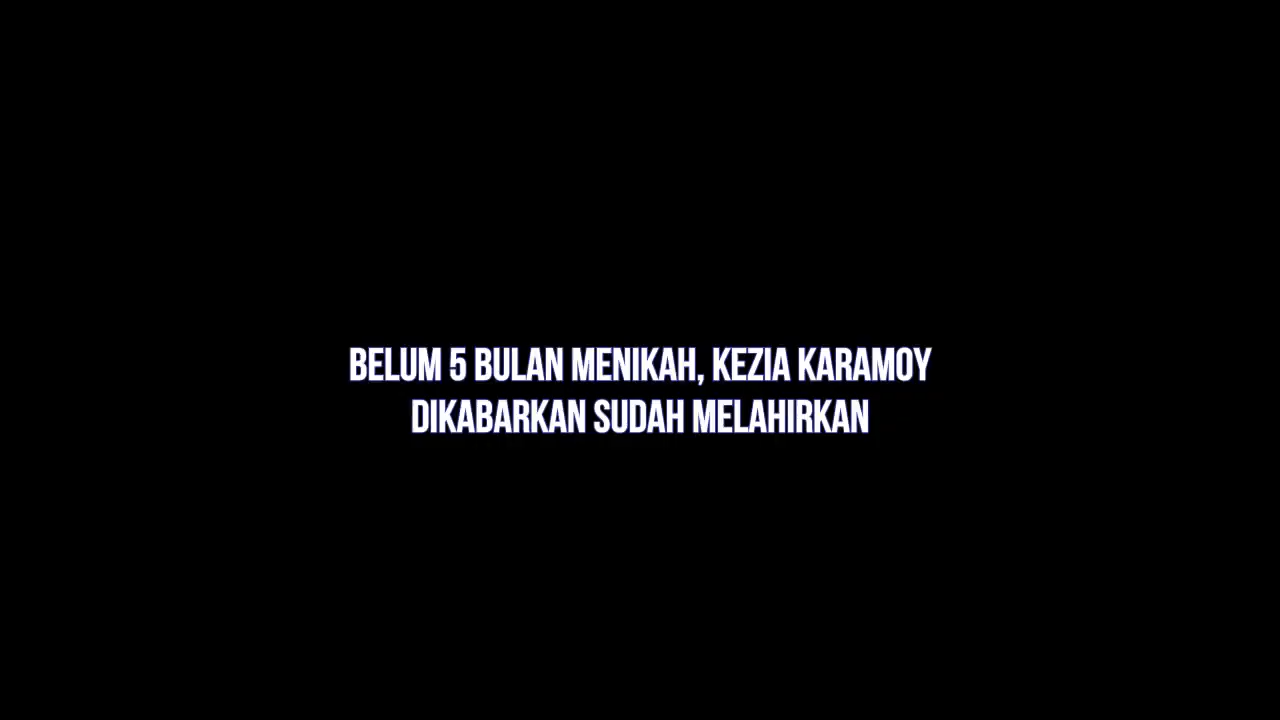 BELUM 5 BULAN MENIKAH, KEZIA KARAMOY
DIKABARKAN SUDAH MELAHIRKAN